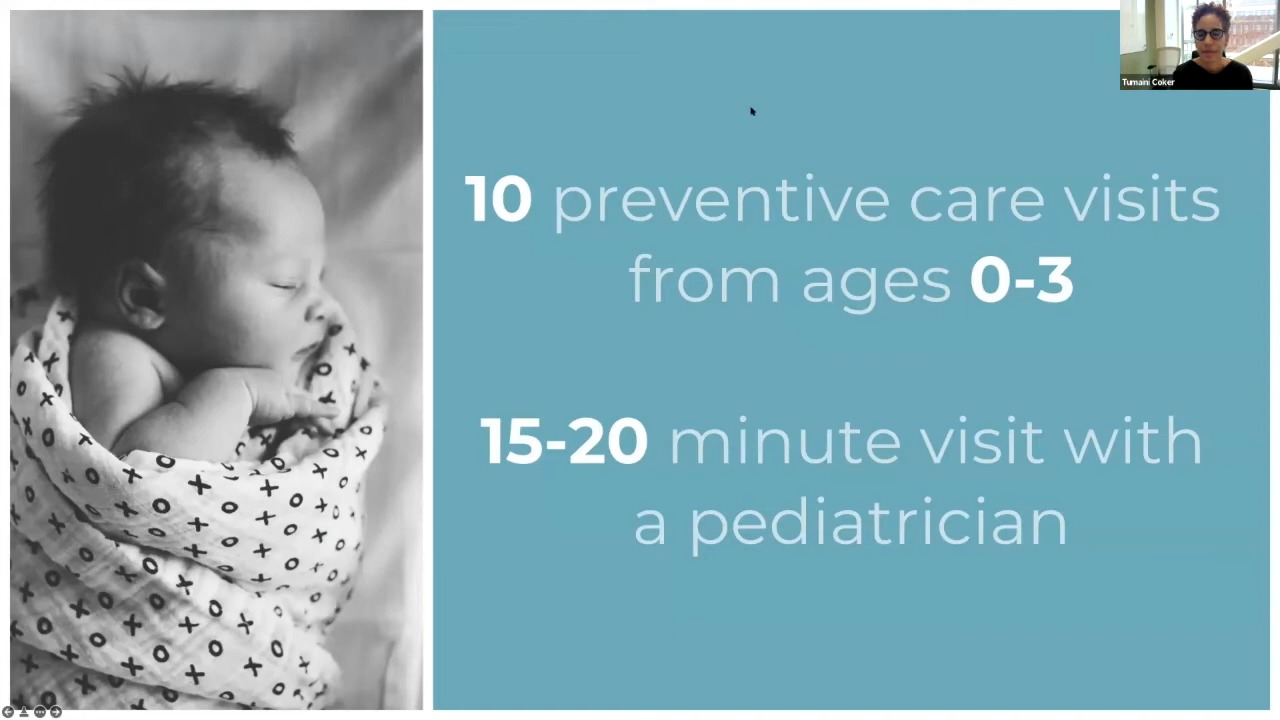 Tumaini Coker
10 preventive care visits
from ages 0-3
15-20 minute visit with
a pediatrician